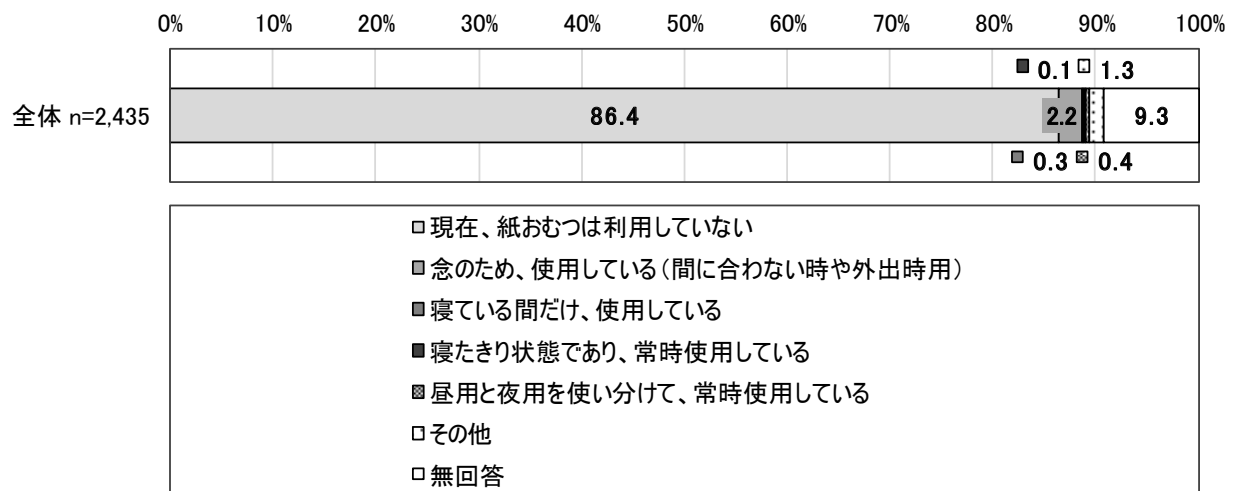 0% 10% 20% 30% 40% 50% 60% 70% 80% 90% 100%
0.1 1.3
全体 n=2,435 86.4 2.2 9.3
0.3 0.4
現在、紙おむつは利用していない
念のため、使用している（間に合わない時や外出時用）
寝ている間だけ、使用している
寝たきり状態であり、常時使用している
昼用と夜用を使い分けて、常時使用している
その他
無回答